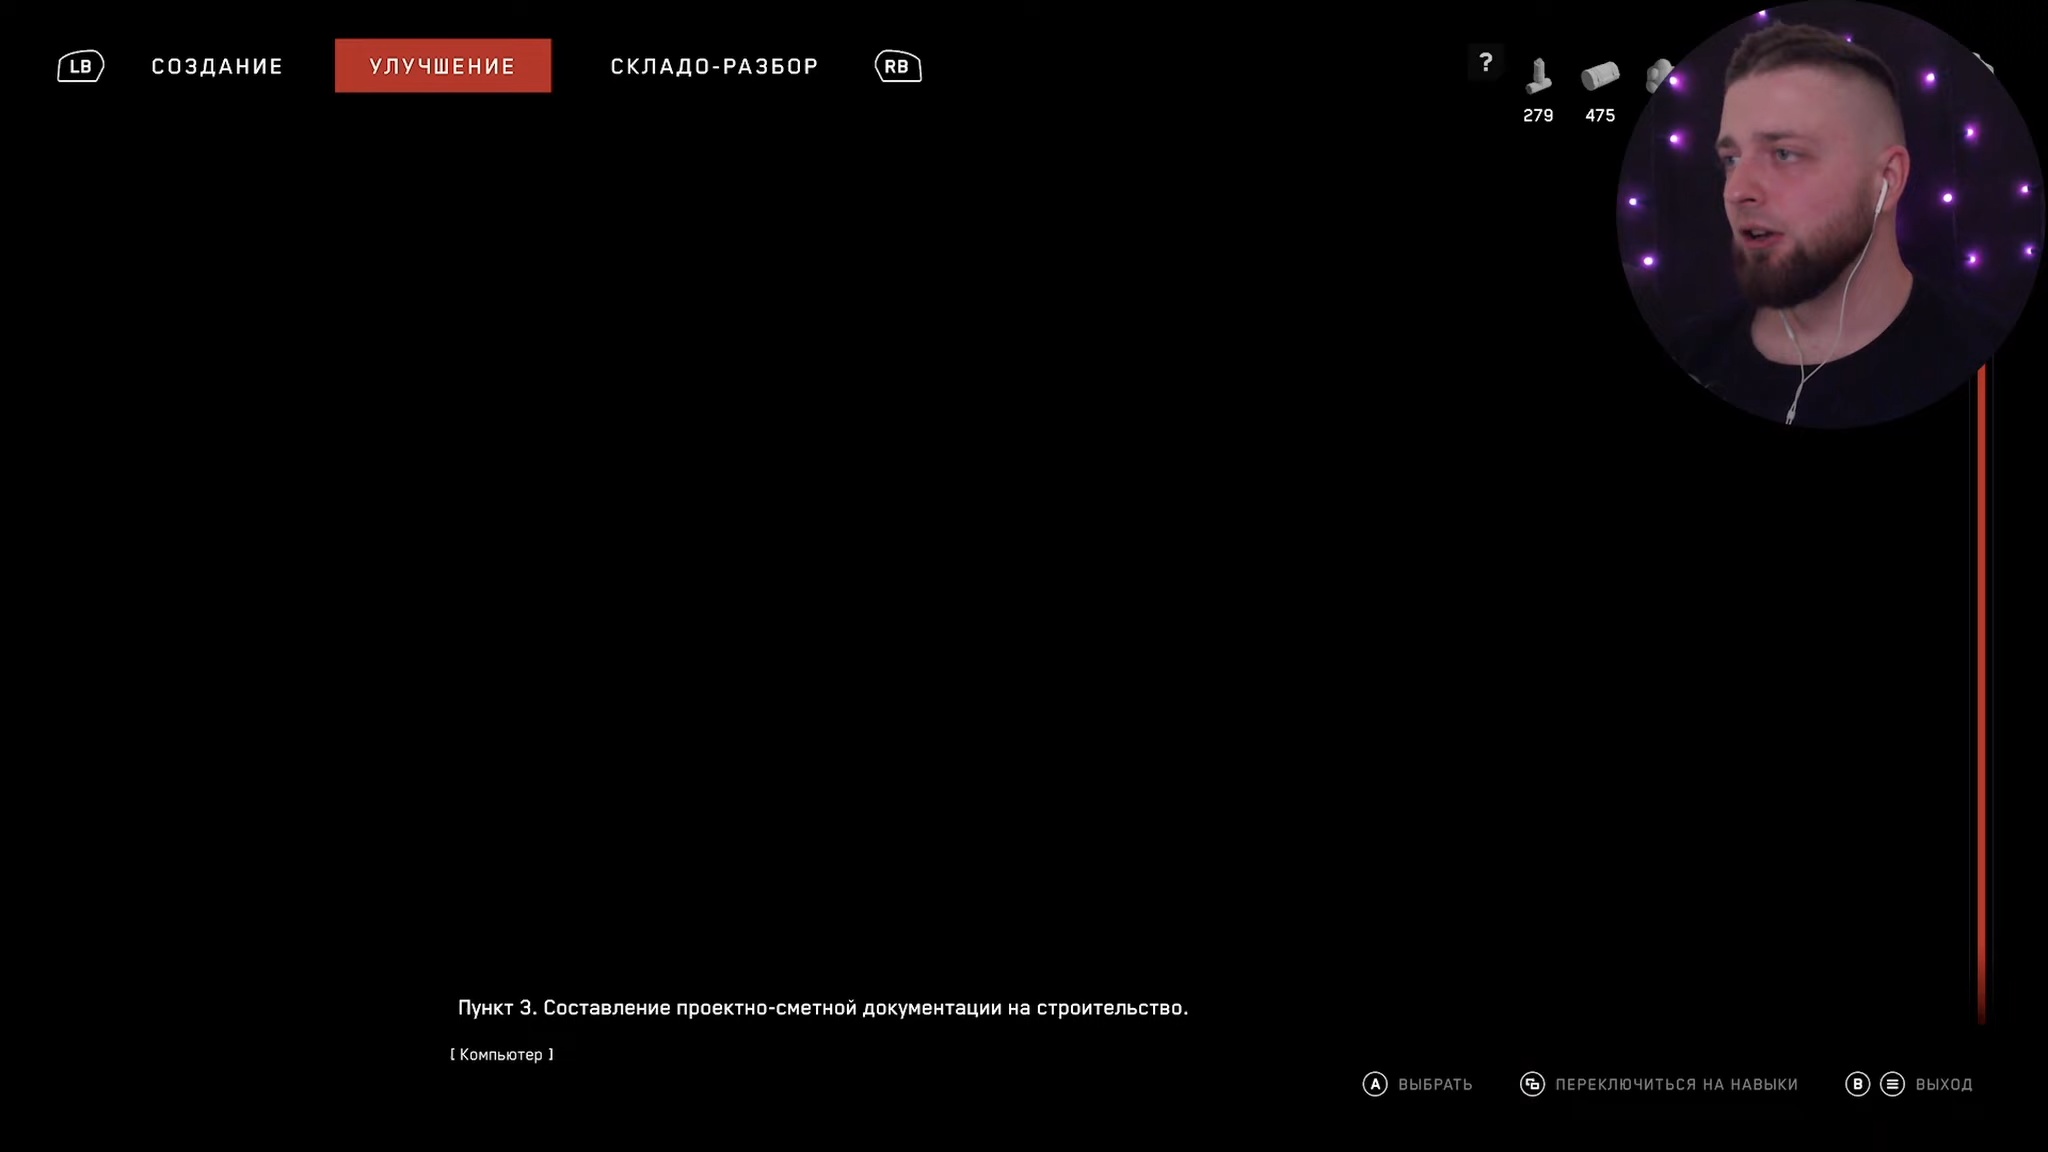 LB СОЗДАНИЕ УЛУЧШЕНИЕ СКЛАДО-РАЗБОР RB ?
279 475
Пункт 3. Составление проектно-сметной документации на строительство.
[ Компьютер ]
A ВЫБРАТЬ ПЕРЕКЛЮЧИТЬСЯ НА НАВЫКИ B ВЫХОД